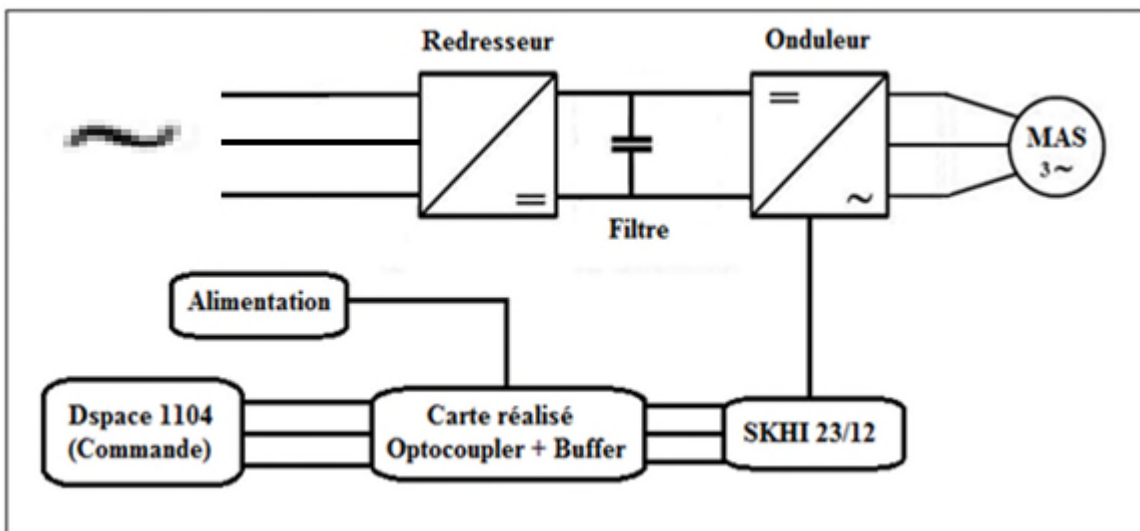 Redresseur
Onduleur
MAS
3~
Filtre
Alimentation
Dspace 1104
(Commande)
Carte réalisé
Optocoupler + Buffer
SKHI 23/12